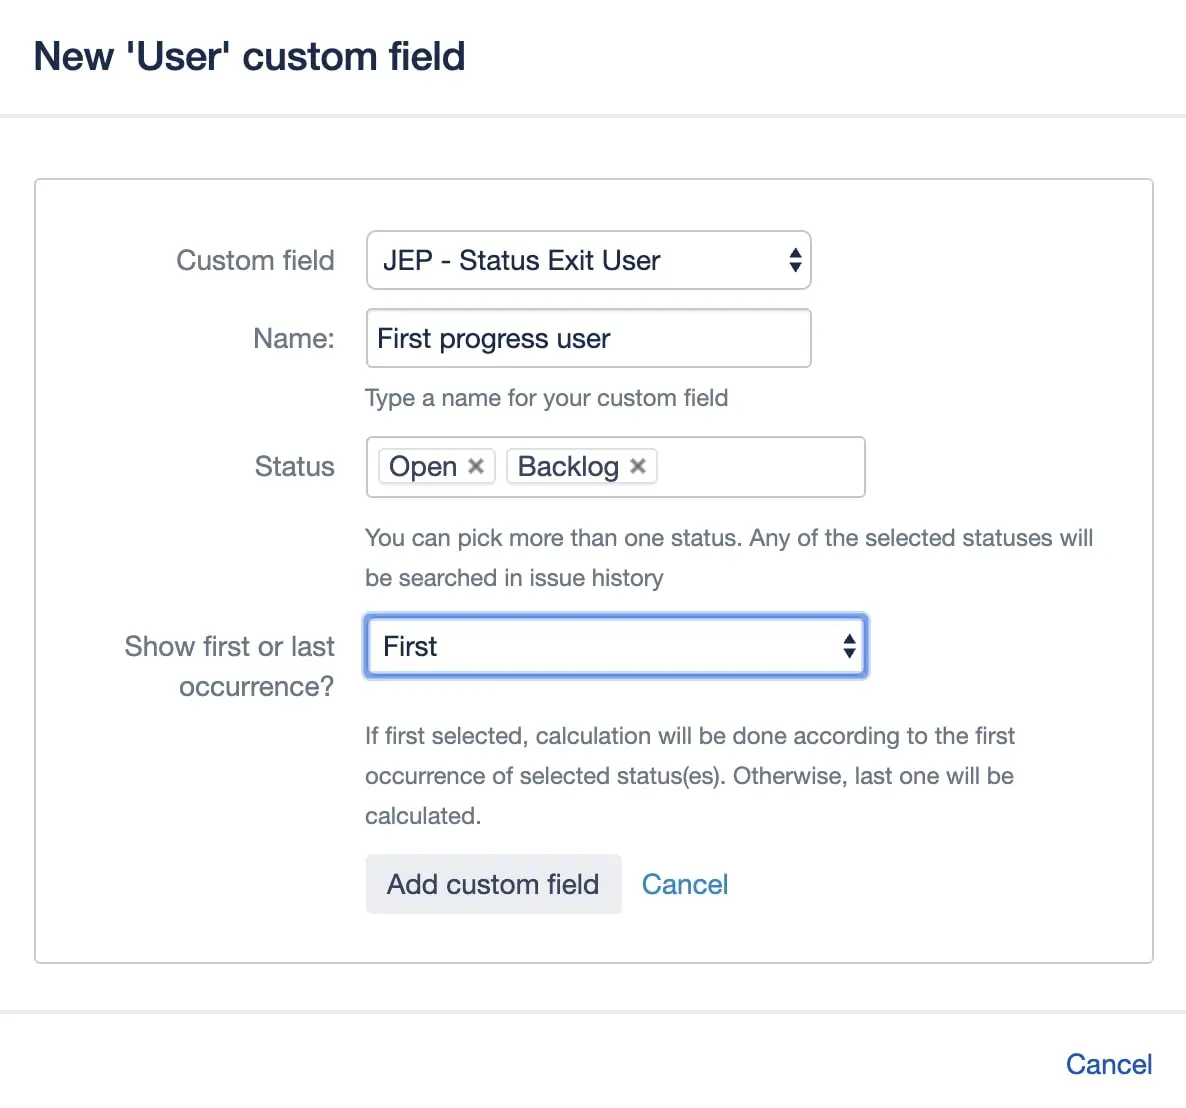 New 'User' custom field
Custom field JEP - Status Exit User
Name: First progress user
Type a name for your custom field
Status Open × Backlog ×
You can pick more than one status. Any of the selected statuses will
be searched in issue history
Show first or last First
occurrence?
If first selected, calculation will be done according to the first
occurrence of selected status(es). Otherwise, last one will be
calculated.
Add custom field Cancel
Cancel